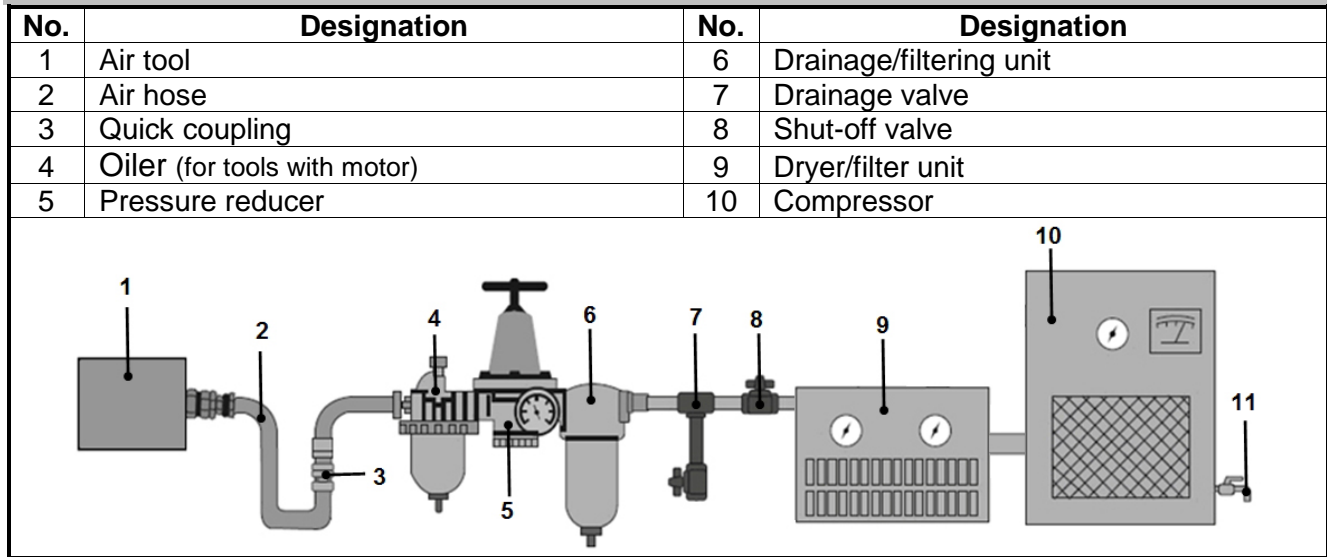 No. Designation No. Designation
1 Air tool 6 Drainage/filtering unit
2 Air hose 7 Drainage valve
3 Quick coupling 8 Shut-off valve
4 Oiler (for tools with motor) 9 Dryer/filter unit
5 Pressure reducer 10 Compressor
10
1
4
6
7
8
9
2
11
3
5